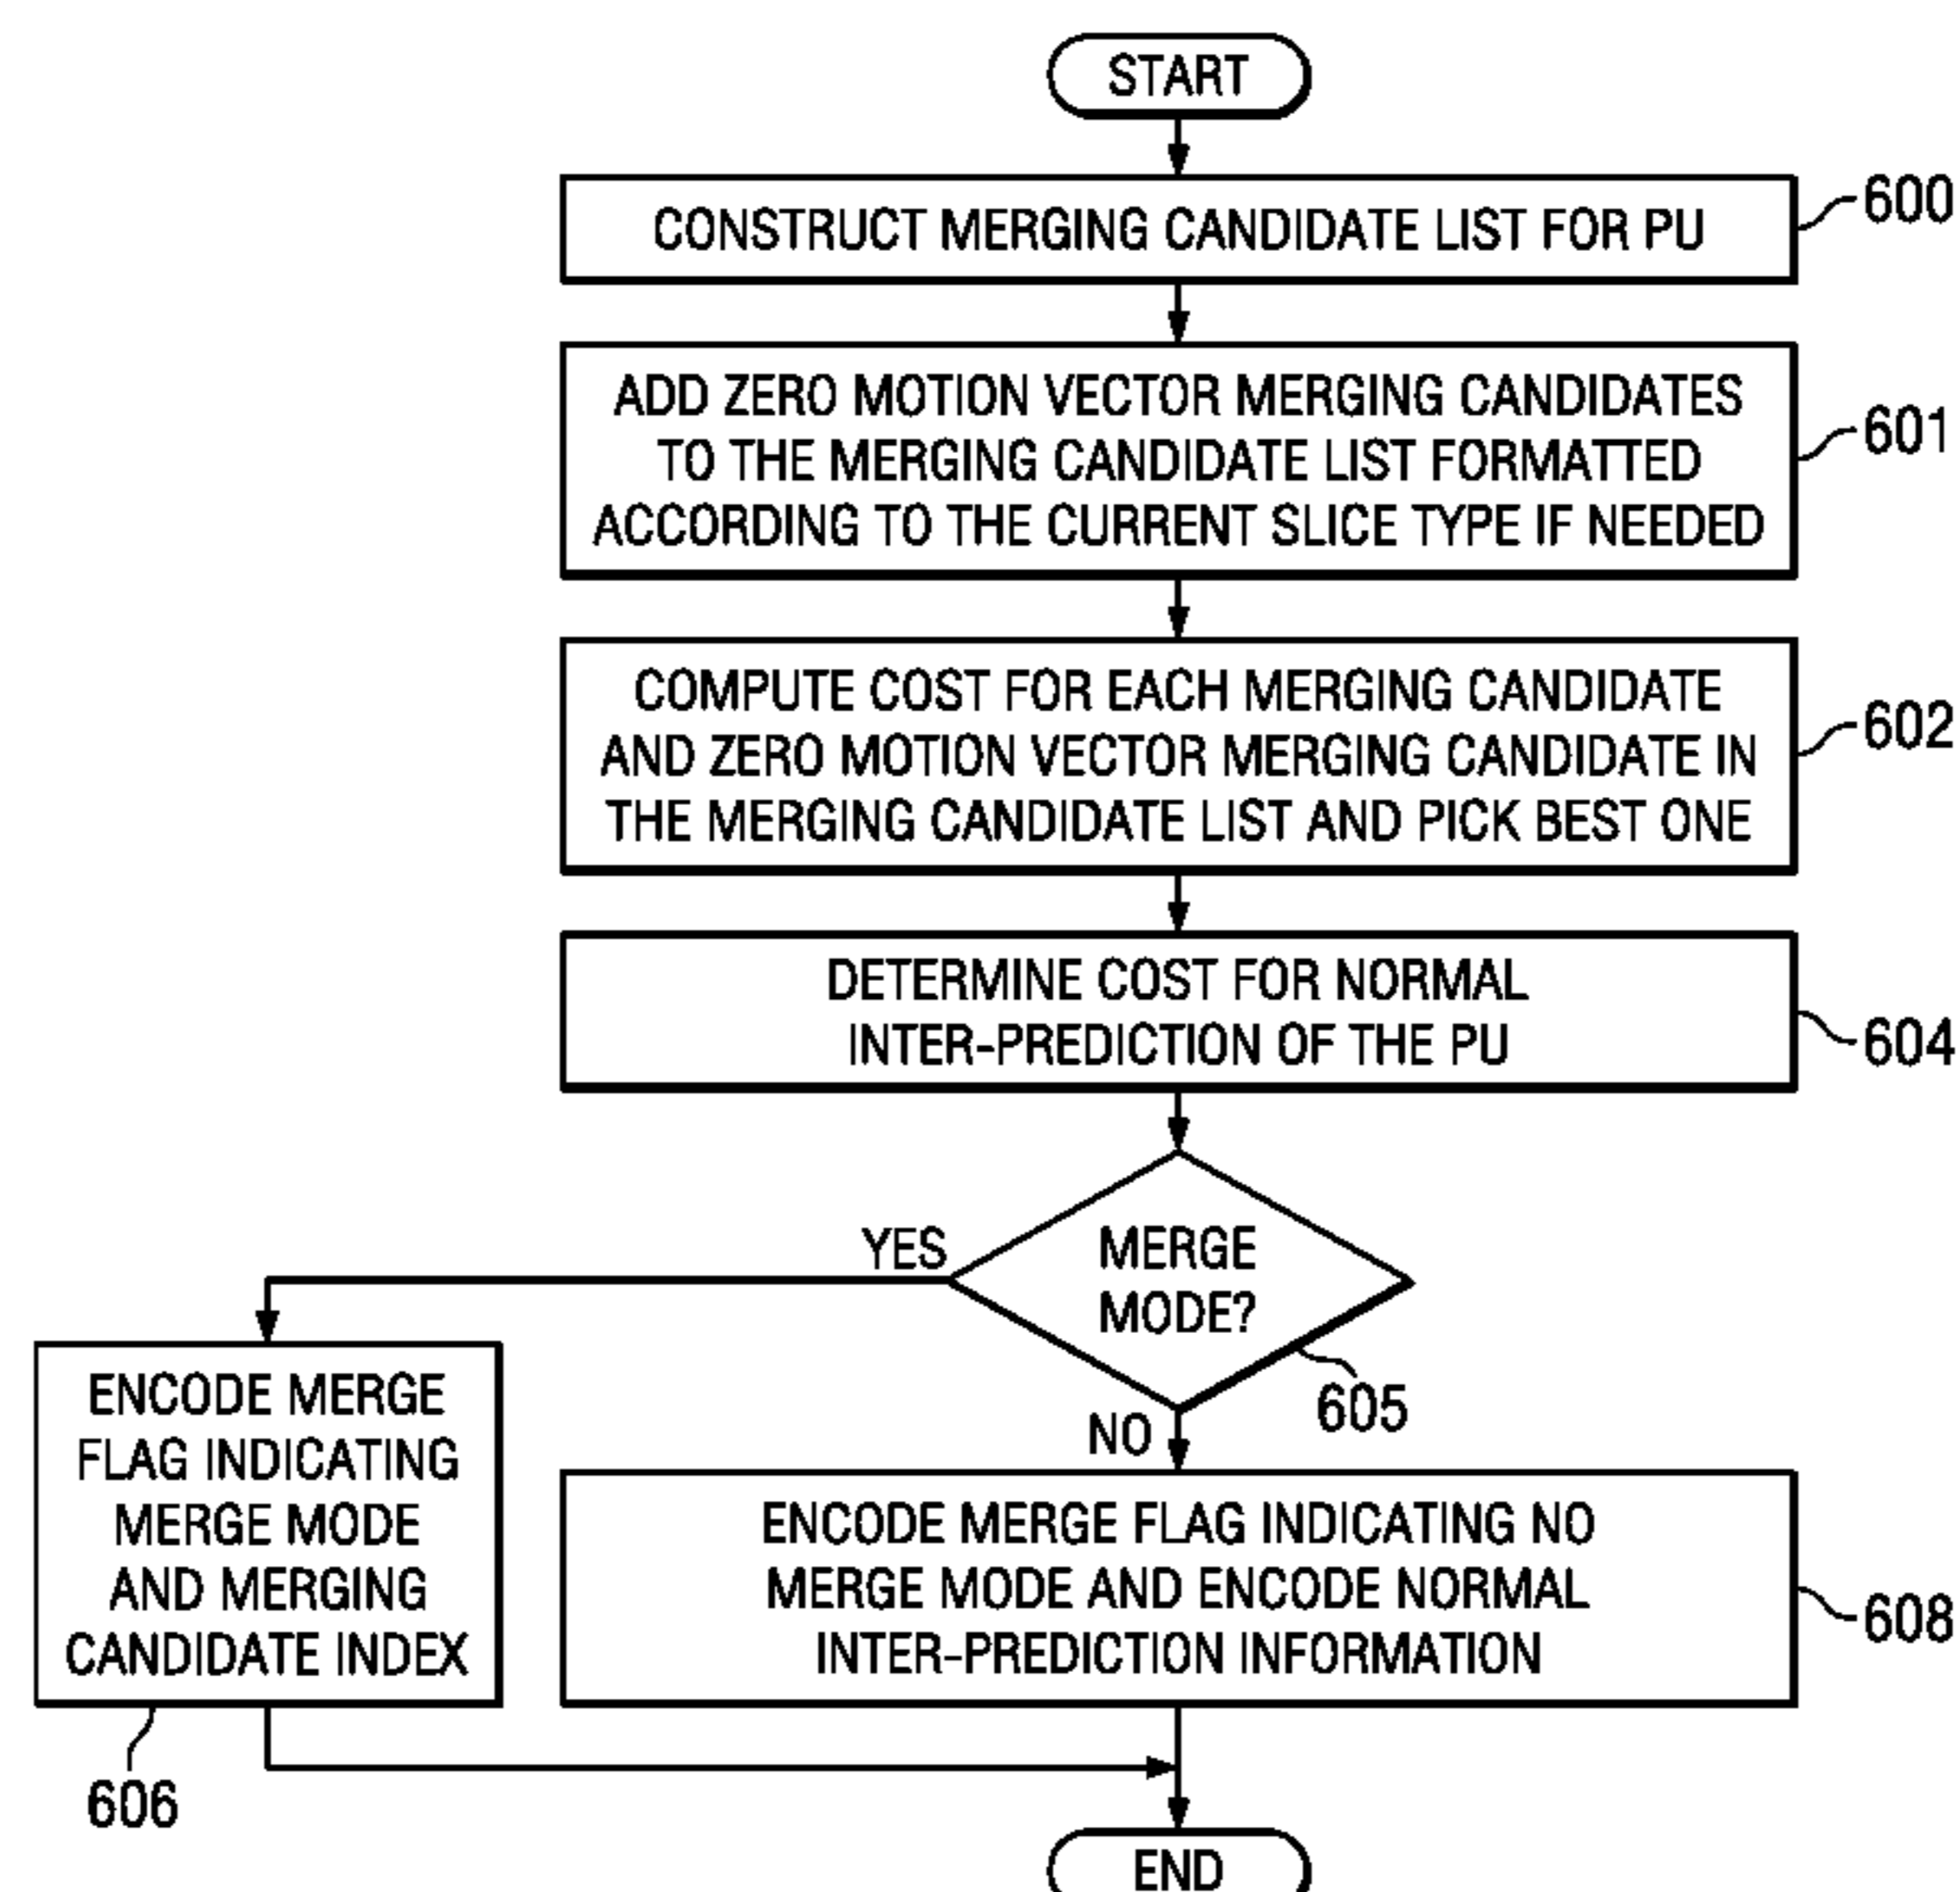 START
CONSTRUCT MERGING CANDIDATE LIST FOR PU
600
ADD ZERO MOTION VECTOR MERGING CANDIDATES
TO THE MERGING CANDIDATE LIST FORMATTED
ACCORDING TO THE CURRENT SLICE TYPE IF NEEDED
601
COMPUTE COST FOR EACH MERGING CANDIDATE
AND ZERO MOTION VECTOR MERGING CANDIDATE IN
THE MERGING CANDIDATE LIST AND PICK BEST ONE
602
DETERMINE COST FOR NORMAL
INTER-PREDICTION OF THE PU
604
MERGE
MODE?
605
YES
NO
ENCODE MERGE
FLAG INDICATING
MERGE MODE
AND MERGING
CANDIDATE INDEX
606
ENCODE MERGE FLAG INDICATING NO
MERGE MODE AND ENCODE NORMAL
INTER-PREDICTION INFORMATION
608
END